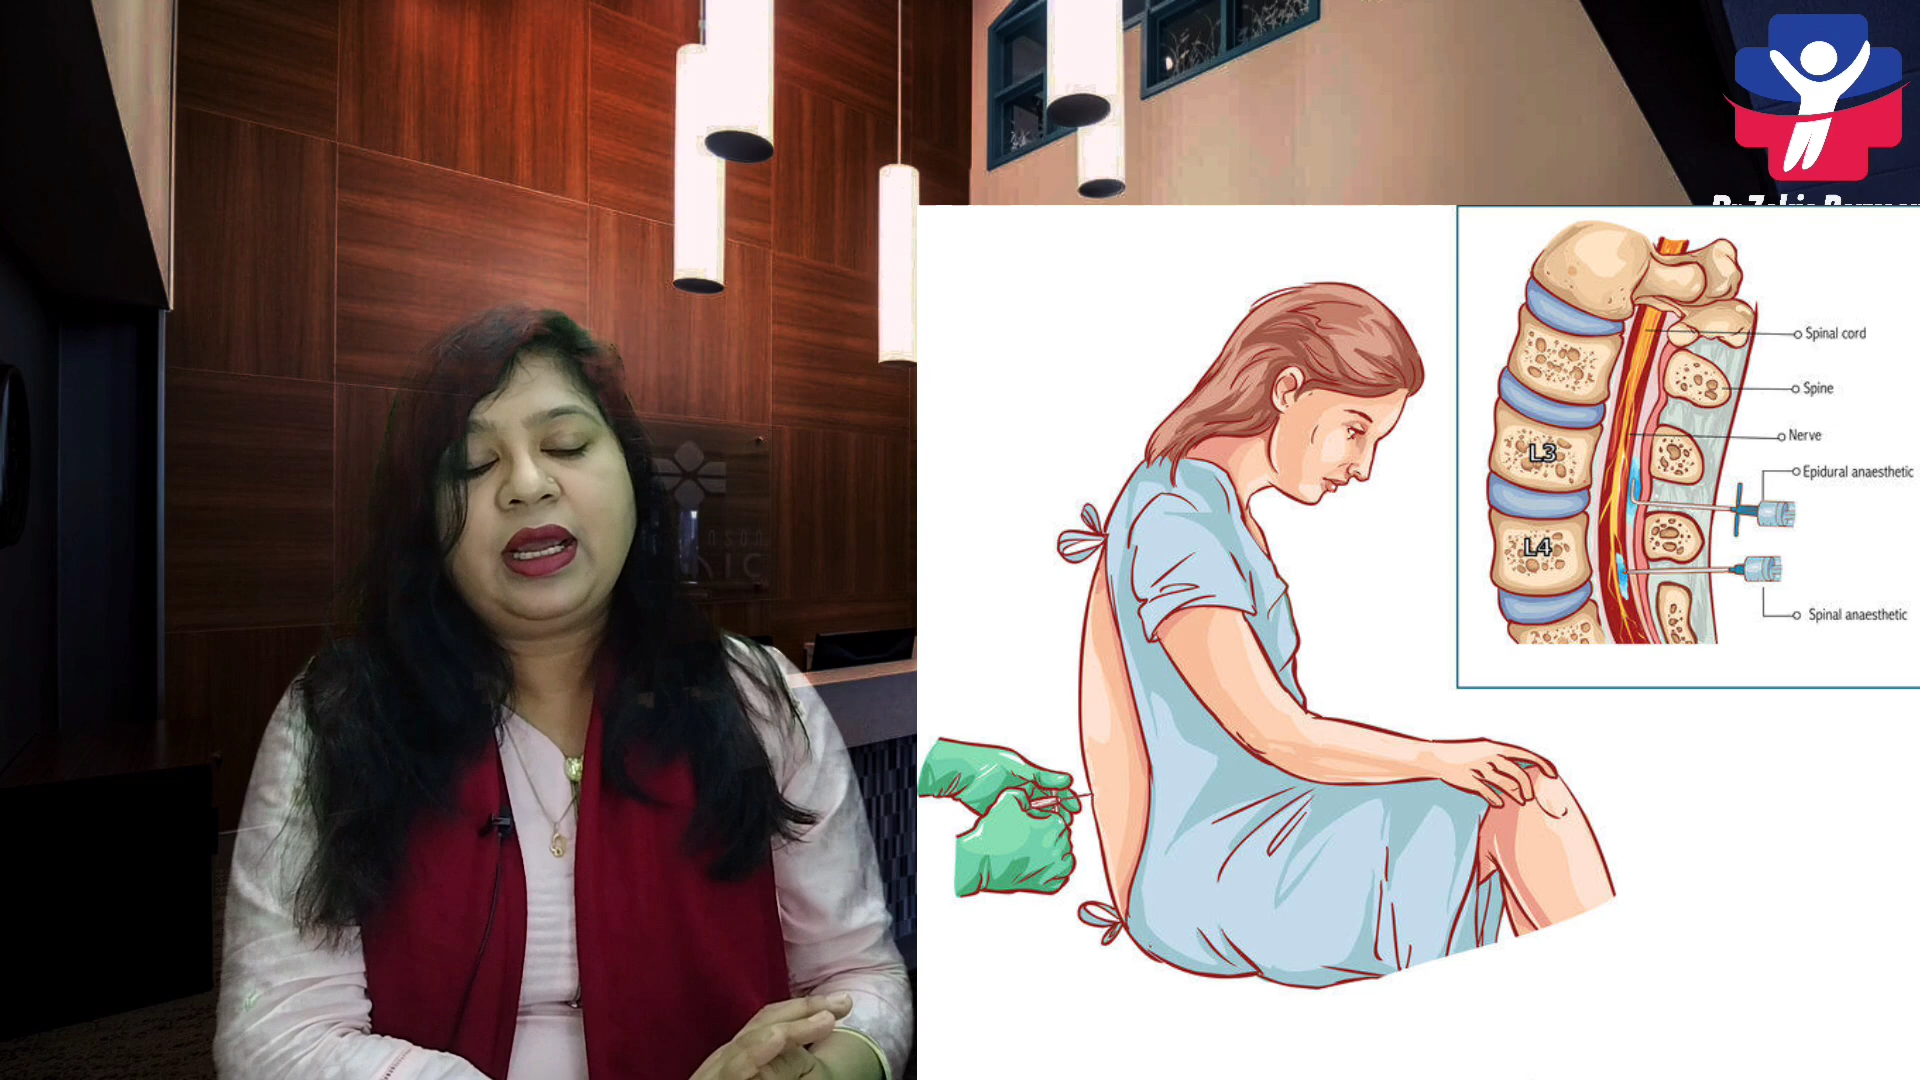 Spinal cord
Spine
Nerve
Epidural anaesthetic
Spinal anaesthetic
L3
L4